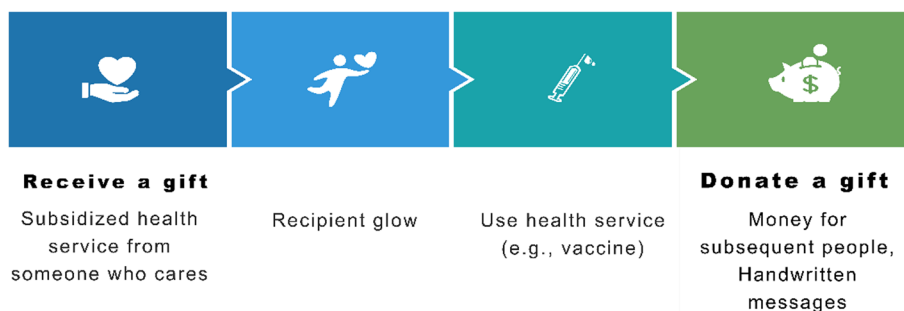 $
Receive a gift
Subsidized health
service from
someone who cares
Recipient glow
Use health service
(e.g., vaccine)
Donate a gift
Money for
subsequent people,
Handwritten
messages